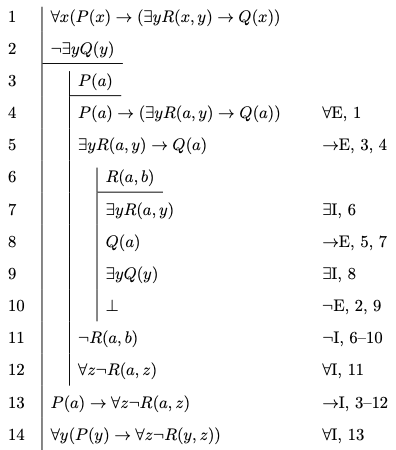 1 ∀x(P(x) → (∃yR(x, y) → Q(x))
2 ¬∃yQ(y)
3 P(a)
4 P(a) → (∃yR(a, y) → Q(a)) ∀E, 1
5 ∃yR(a, y) → Q(a) →E, 3, 4
6 R(a, b)
7 ∃yR(a, y) ∃I, 6
8 Q(a) →E, 5, 7
9 ∃yQ(y) ∃I, 8
10 ⊥ ¬E, 2, 9
11 ¬R(a, b) ¬I, 6–10
12 ∀z¬R(a, z) ∀I, 11
13 P(a) → ∀z¬R(a, z) →I, 3–12
14 ∀y(P(y) → ∀z¬R(y, z)) ∀I, 13